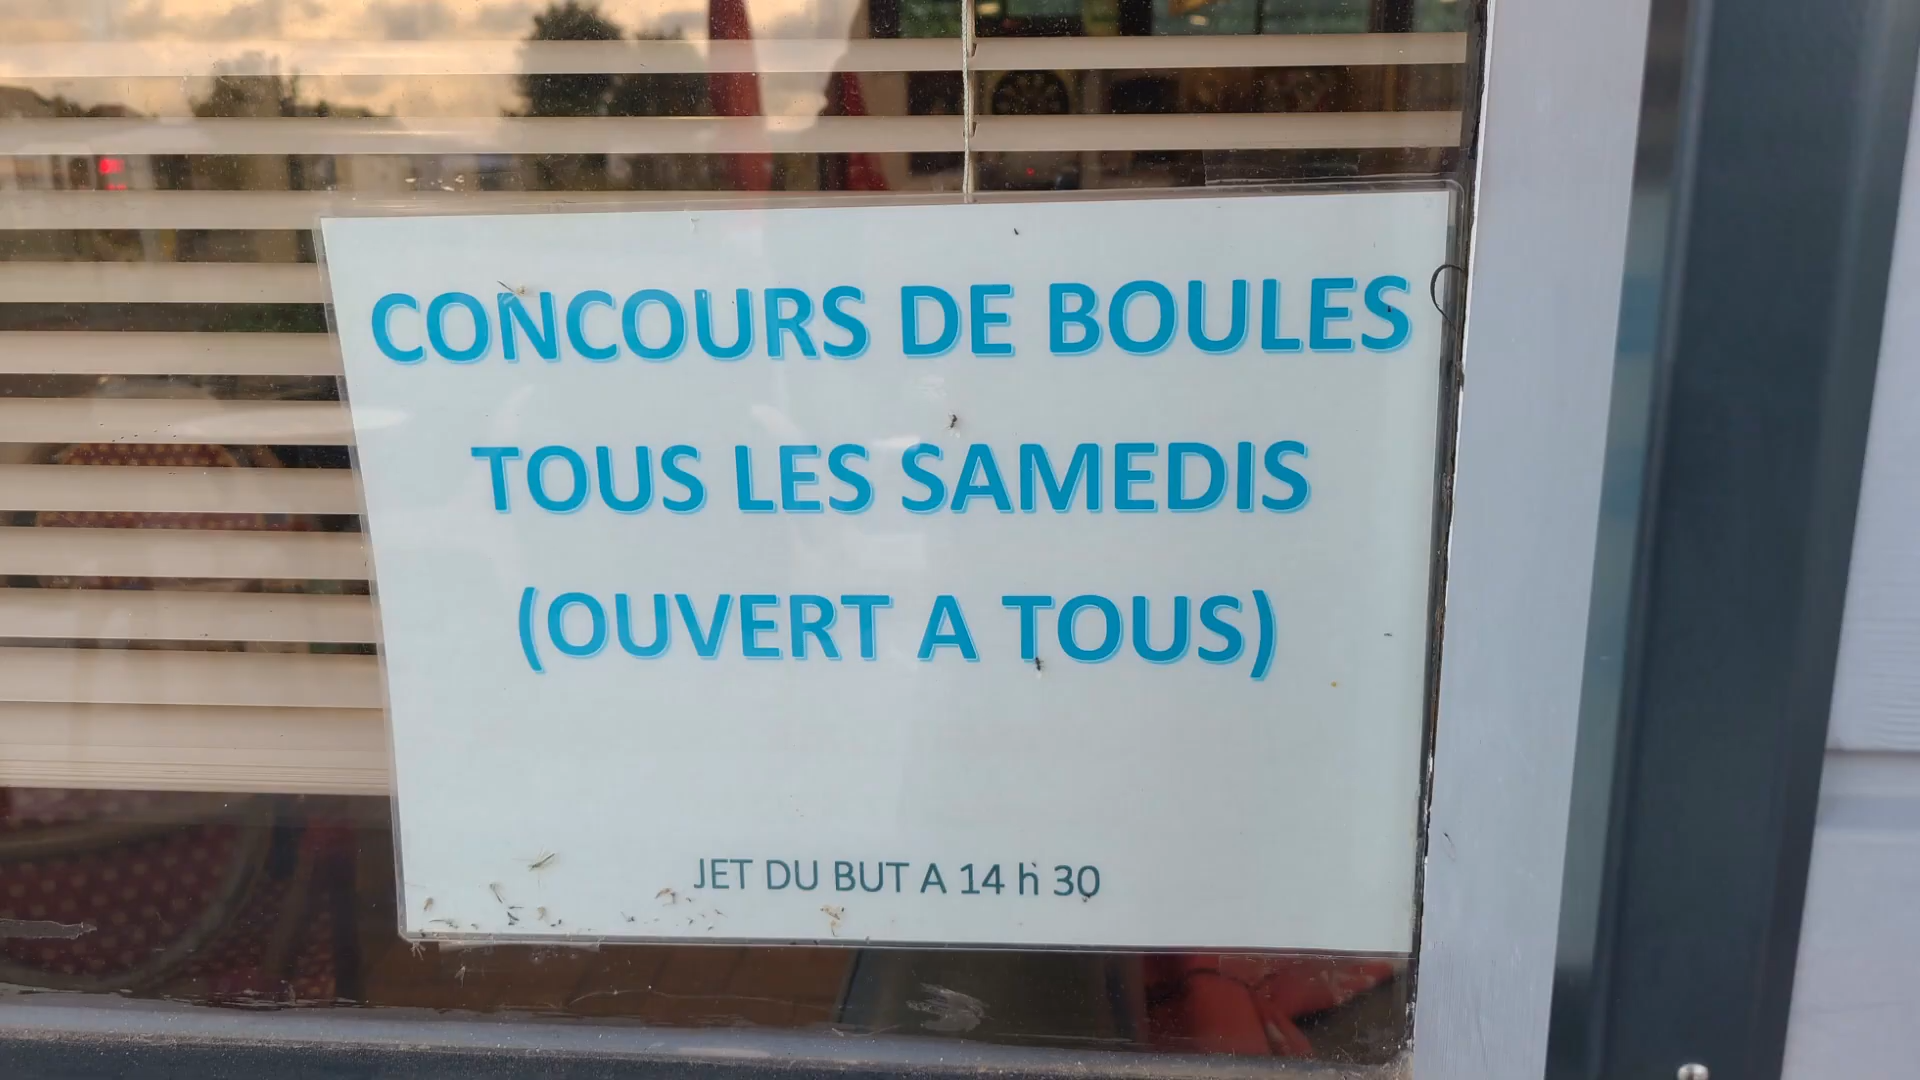 CONCOURS DE BOULES
TOUS LES SAMEDIS
(OUVERT A TOUS)
JET DU BUT A 14 h 30